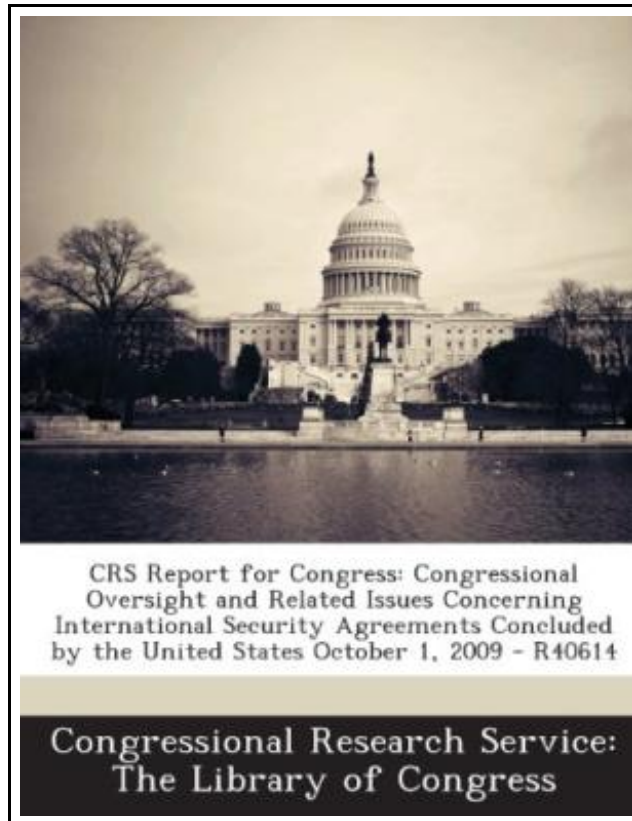 CRS Report for Congress: Congressional
Oversight and Related Issues Concerning
International Security Agreements Concluded
by the United States October 1, 2009 - R40614
Congressional Research Service:
The Library of Congress